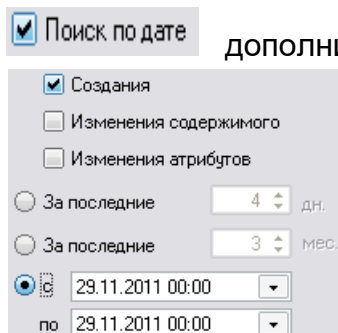 Поиск по дате дополни
Создания
Изменения содержимого
Изменения атрибутов
За последние 4 дн.
За последние 3 мес.
с 29.11.2011 00:00
по 29.11.2011 00:00